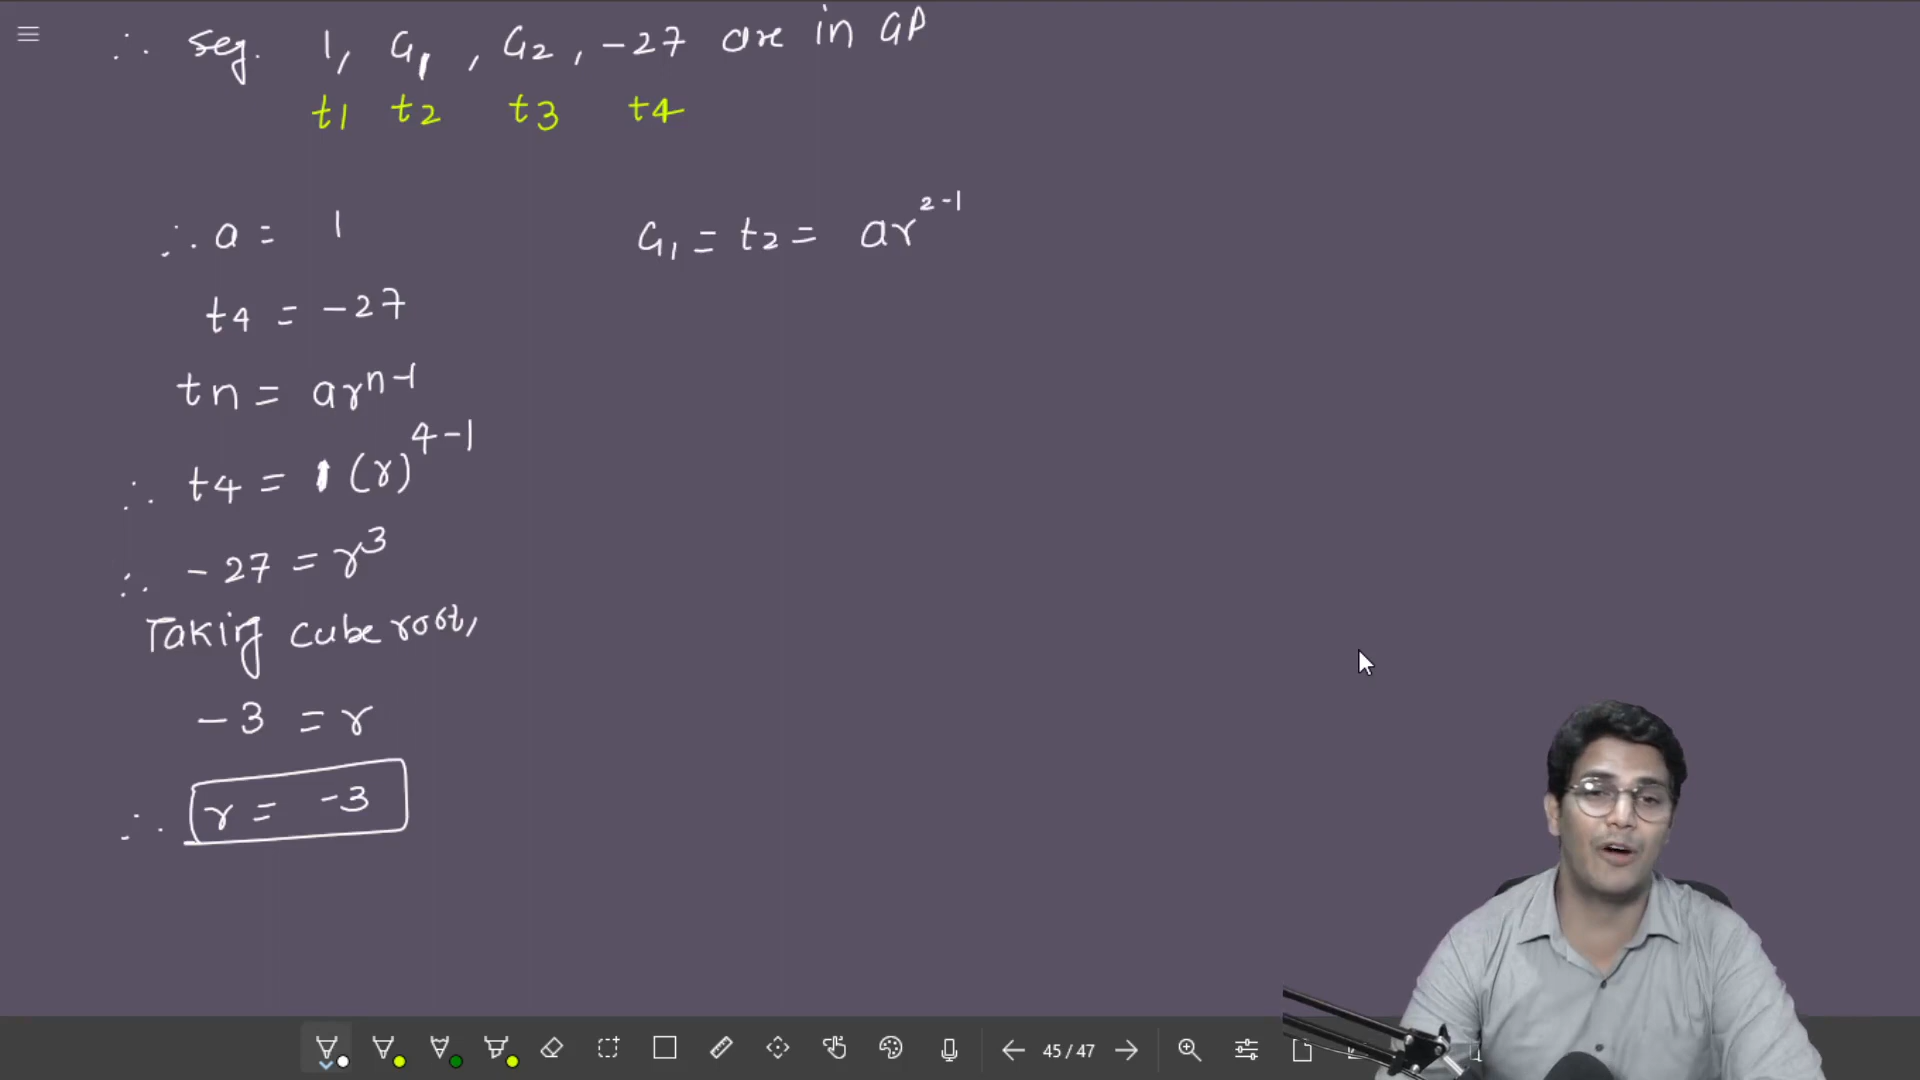 ∴ seq. 1, G1, G2, -27 are in GP
t1 t2 t3 t4
∴ a = 1
t4 = -27
tn = ar^n-1
∴ t4 = 1(r)^4-1
∴ -27 = r^3
Taking cube root,
-3 = r
∴ r = -3
G1 = t2 = ar^2-1
45 / 47